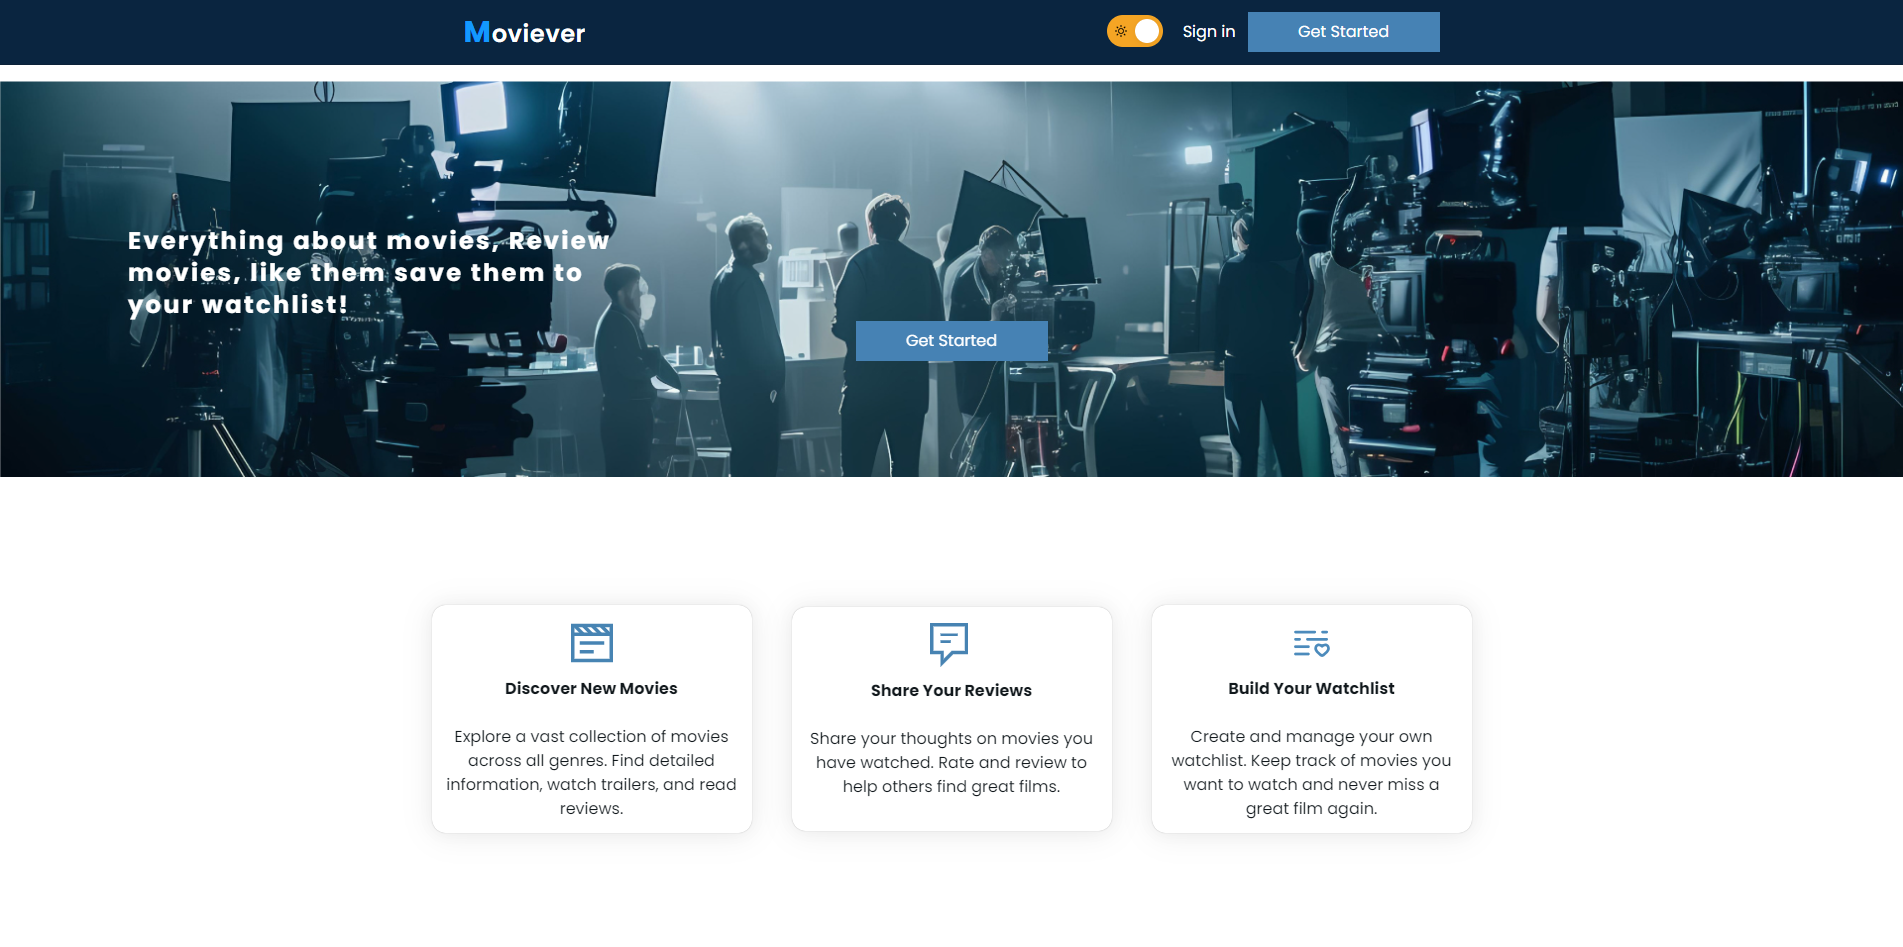 Moviever
Sign in
Get Started
Everything about movies, Review
movies, like them save them to
your watchlist!
Get Started
Discover New Movies
Explore a vast collection of movies
across all genres. Find detailed
information, watch trailers, and read
reviews.
Share Your Reviews
Share your thoughts on movies you
have watched. Rate and review to
help others find great films.
Build Your Watchlist
Create and manage your own
watchlist. Keep track of movies you
want to watch and never miss a
great film again.